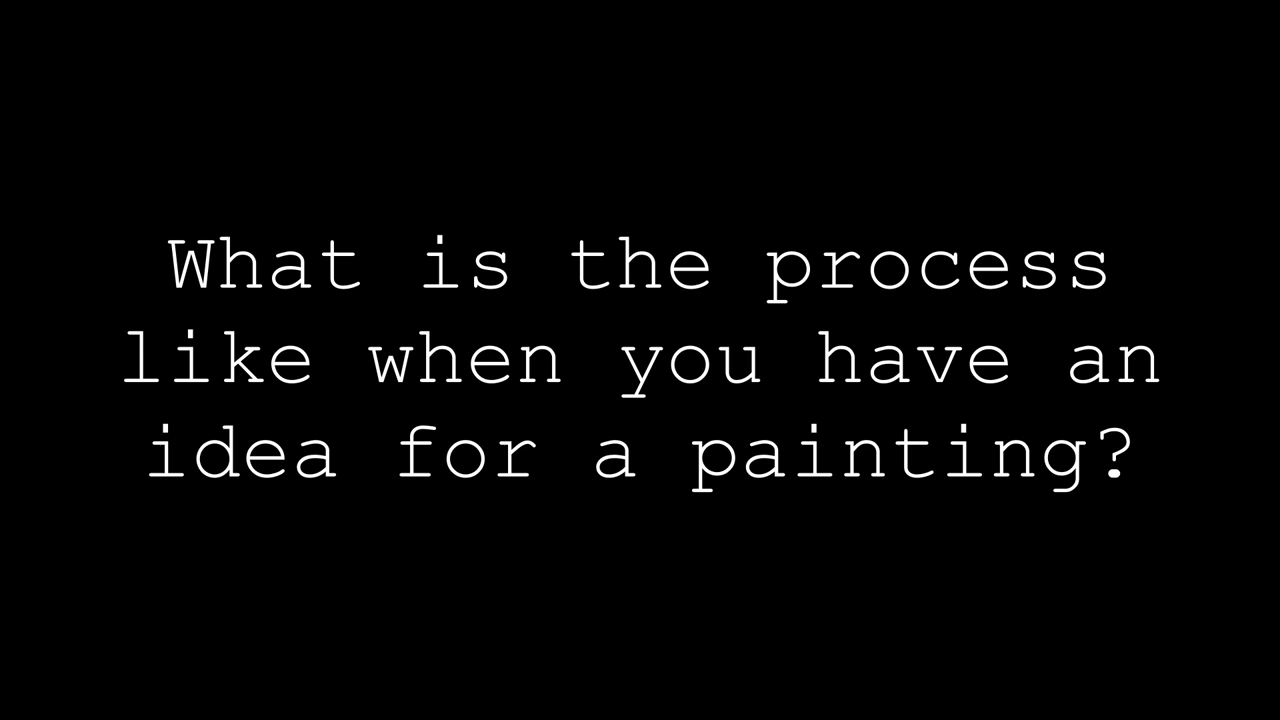 What is the process
like when you have an
idea for a painting?